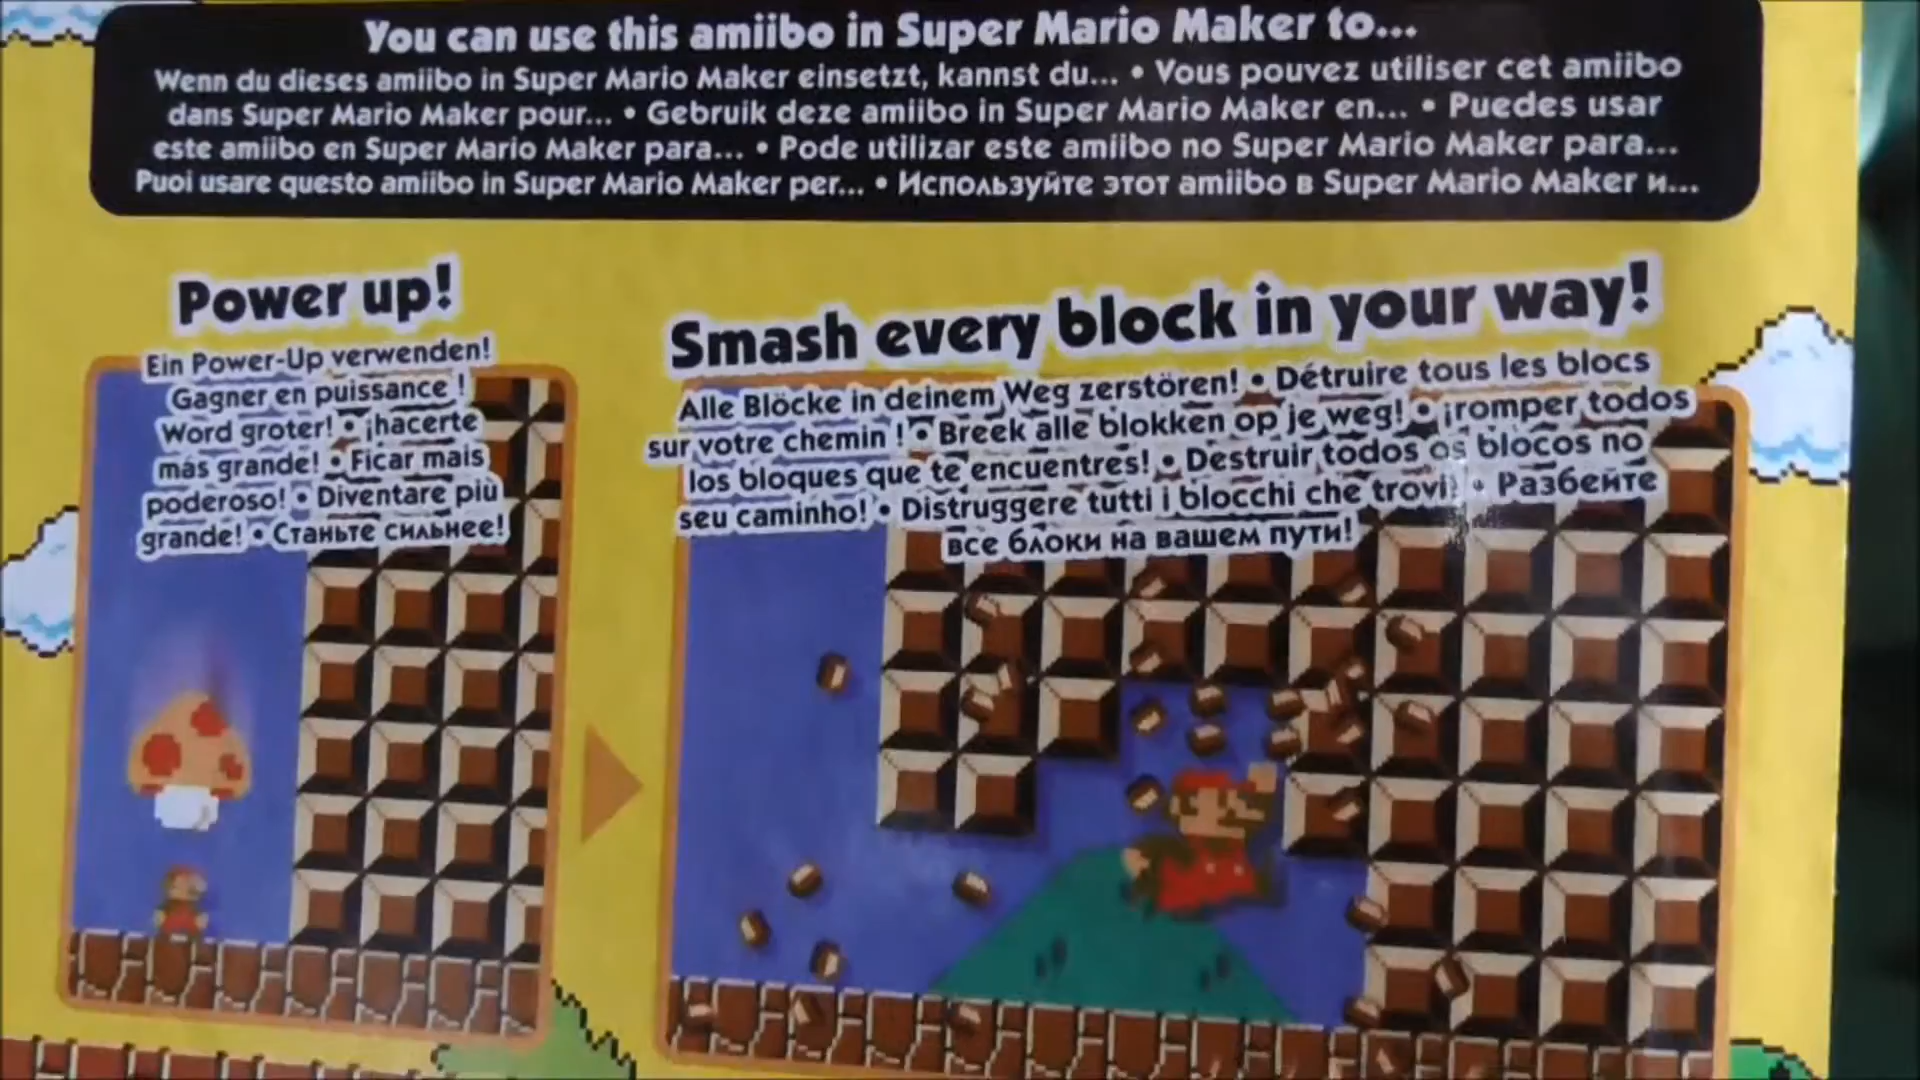 You can use this amiibo in Super Mario Maker to...
Wenn du dieses amiibo in Super Mario Maker einsetzt, kannst du... • Vous pouvez utiliser cet amiibo
dans Super Mario Maker pour... • Gebruik deze amiibo in Super Mario Maker en... • Puedes usar
este amiibo en Super Mario Maker para... • Pode utilizar este amiibo no Super Mario Maker para...
Puoi usare questo amiibo in Super Mario Maker per... • Используйте этот amiibo в Super Mario Maker и...
Power up!
Ein Power-Up verwenden!
Gagner en puissance !
Word groter! • ¡hacerte
más grande! • Ficar mais
poderoso! • Diventare più
grande! • Станьте сильнее!
Smash every block in your way!
Alle Blöcke in deinem Weg zerstören! • Détruire tous les blocs
sur votre chemin ! • Breek alle blokken op je weg! • ¡romper todos
los bloques que te encuentres! • Destruir todos os blocos no
seu caminho! • Distruggere tutti i blocchi che trovi! • Разбейте
все блоки на вашем пути!